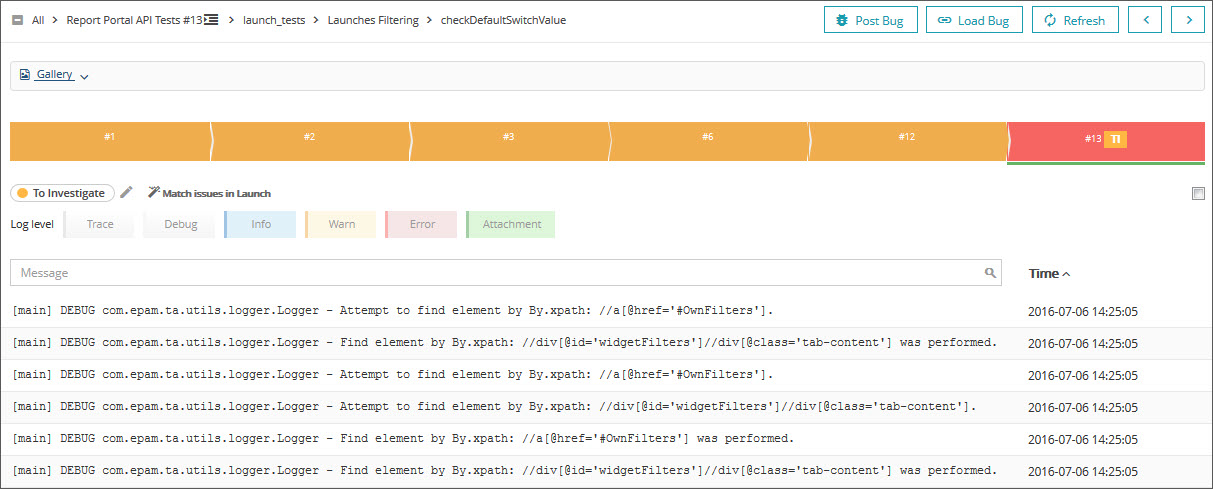 All > Report Portal API Tests #13 > launch_tests > Launches Filtering > checkDefaultSwitchValue
Post Bug
Load Bug
Refresh
Gallery
#1 #2 #3 #6 #12 #13 TI
To Investigate Match issues in Launch
Log level Trace Debug Info Warn Error Attachment
Message Time
[main] DEBUG com.epam.ta.utils.logger.Logger - Attempt to find element by By.xpath: //a[@href='#OwnFilters']. 2016-07-06 14:25:05
[main] DEBUG com.epam.ta.utils.logger.Logger - Find element by By.xpath: //div[@id='widgetFilters']//div[@class='tab-content'] was performed. 2016-07-06 14:25:05
[main] DEBUG com.epam.ta.utils.logger.Logger - Attempt to find element by By.xpath: //a[@href='#OwnFilters']. 2016-07-06 14:25:05
[main] DEBUG com.epam.ta.utils.logger.Logger - Attempt to find element by By.xpath: //div[@id='widgetFilters']//div[@class='tab-content']. 2016-07-06 14:25:05
[main] DEBUG com.epam.ta.utils.logger.Logger - Find element by By.xpath: //a[@href='#OwnFilters'] was performed. 2016-07-06 14:25:05
[main] DEBUG com.epam.ta.utils.logger.Logger - Find element by By.xpath: //div[@id='widgetFilters']//div[@class='tab-content'] was performed. 2016-07-06 14:25:05